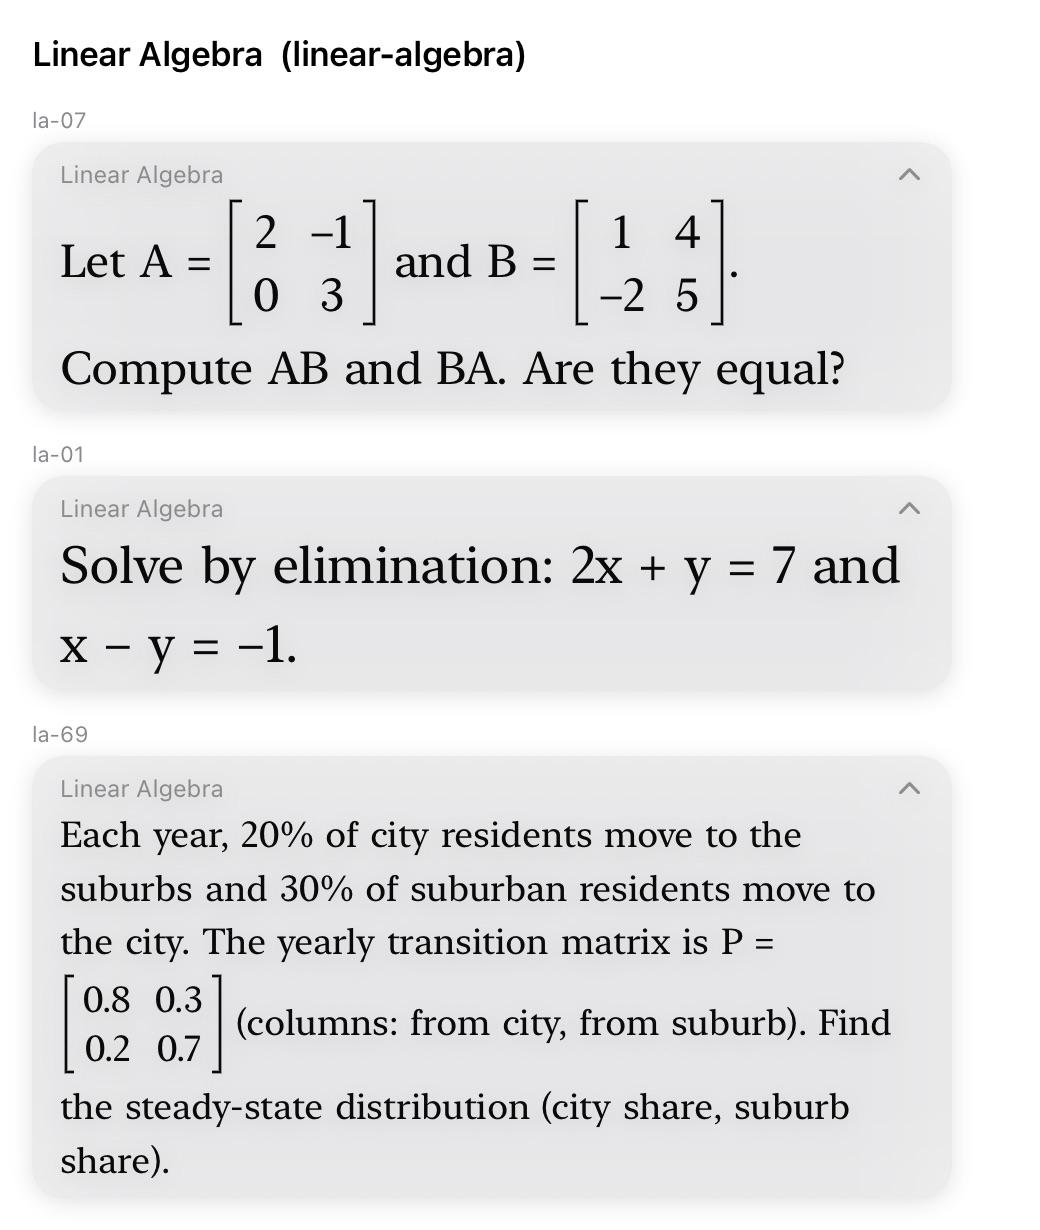 Linear Algebra (linear-algebra)
la-07
Linear Algebra
Let A = [2 –1; 0 3] and B = [1 4; –2 5].
Compute AB and BA. Are they equal?
la-01
Linear Algebra
Solve by elimination: 2x + y = 7 and
x − y = −1.
la-69
Linear Algebra
Each year, 20% of city residents move to the
suburbs and 30% of suburban residents move to
the city. The yearly transition matrix is P =
[0.8 0.3; 0.2 0.7] (columns: from city, from suburb). Find
the steady-state distribution (city share, suburb
share).